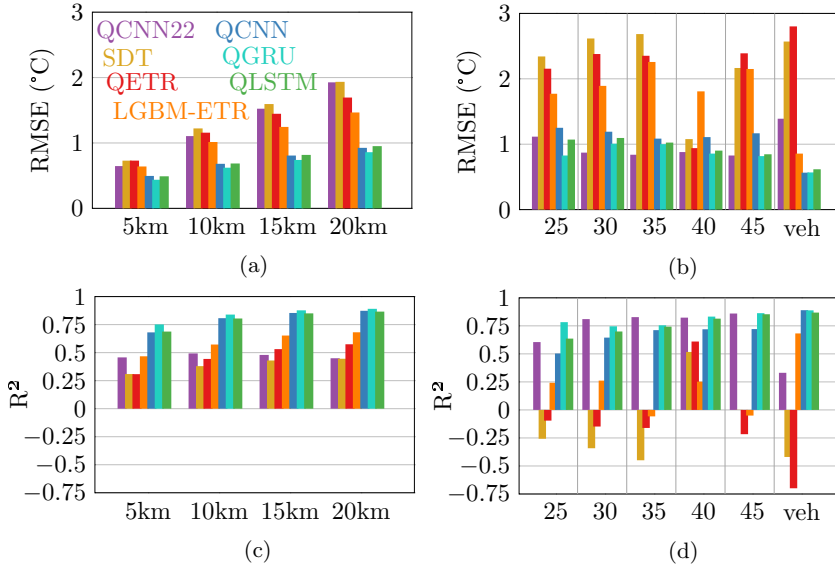 RMSE (°C)
3
2
1
0
QCNN22 QCNN
SDT QGRU
QETR QLSTM
LGBM-ETR
5km 10km 15km 20km
(a)
RMSE (°C)
3
2
1
0
25 30 35 40 45 veh
(b)
R²
1
0.75
0.5
0.25
0
−0.25
−0.5
−0.75
5km 10km 15km 20km
(c)
R²
1
0.75
0.5
0.25
0
−0.25
−0.5
−0.75
25 30 35 40 45 veh
(d)